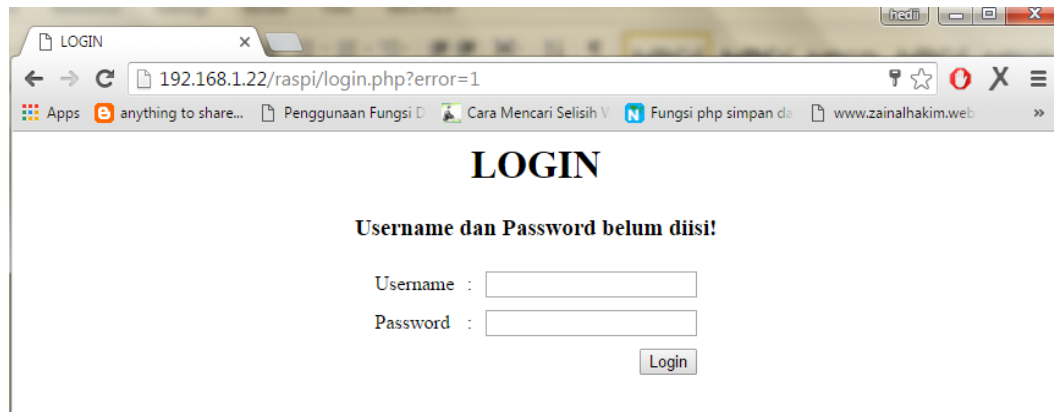 hedii
LOGIN
192.168.1.22/raspi/login.php?error=1
Apps anything to share... Penggunaan Fungsi D Cara Mencari Selisih V Fungsi php simpan da www.zainalhakim.web »
LOGIN
Username dan Password belum diisi!
Username :
Password :
Login